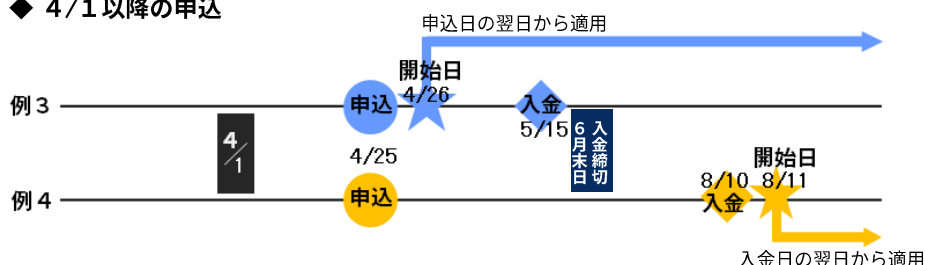 ◆ 4/1以降の申込
申込日の翌日から適用
開始日
例3
申込
4/26
入金
5/15
4/1
入金締切
6月末日
4/25
開始日
8/10
8/11
例4
申込
入金
入金日の翌日から適用